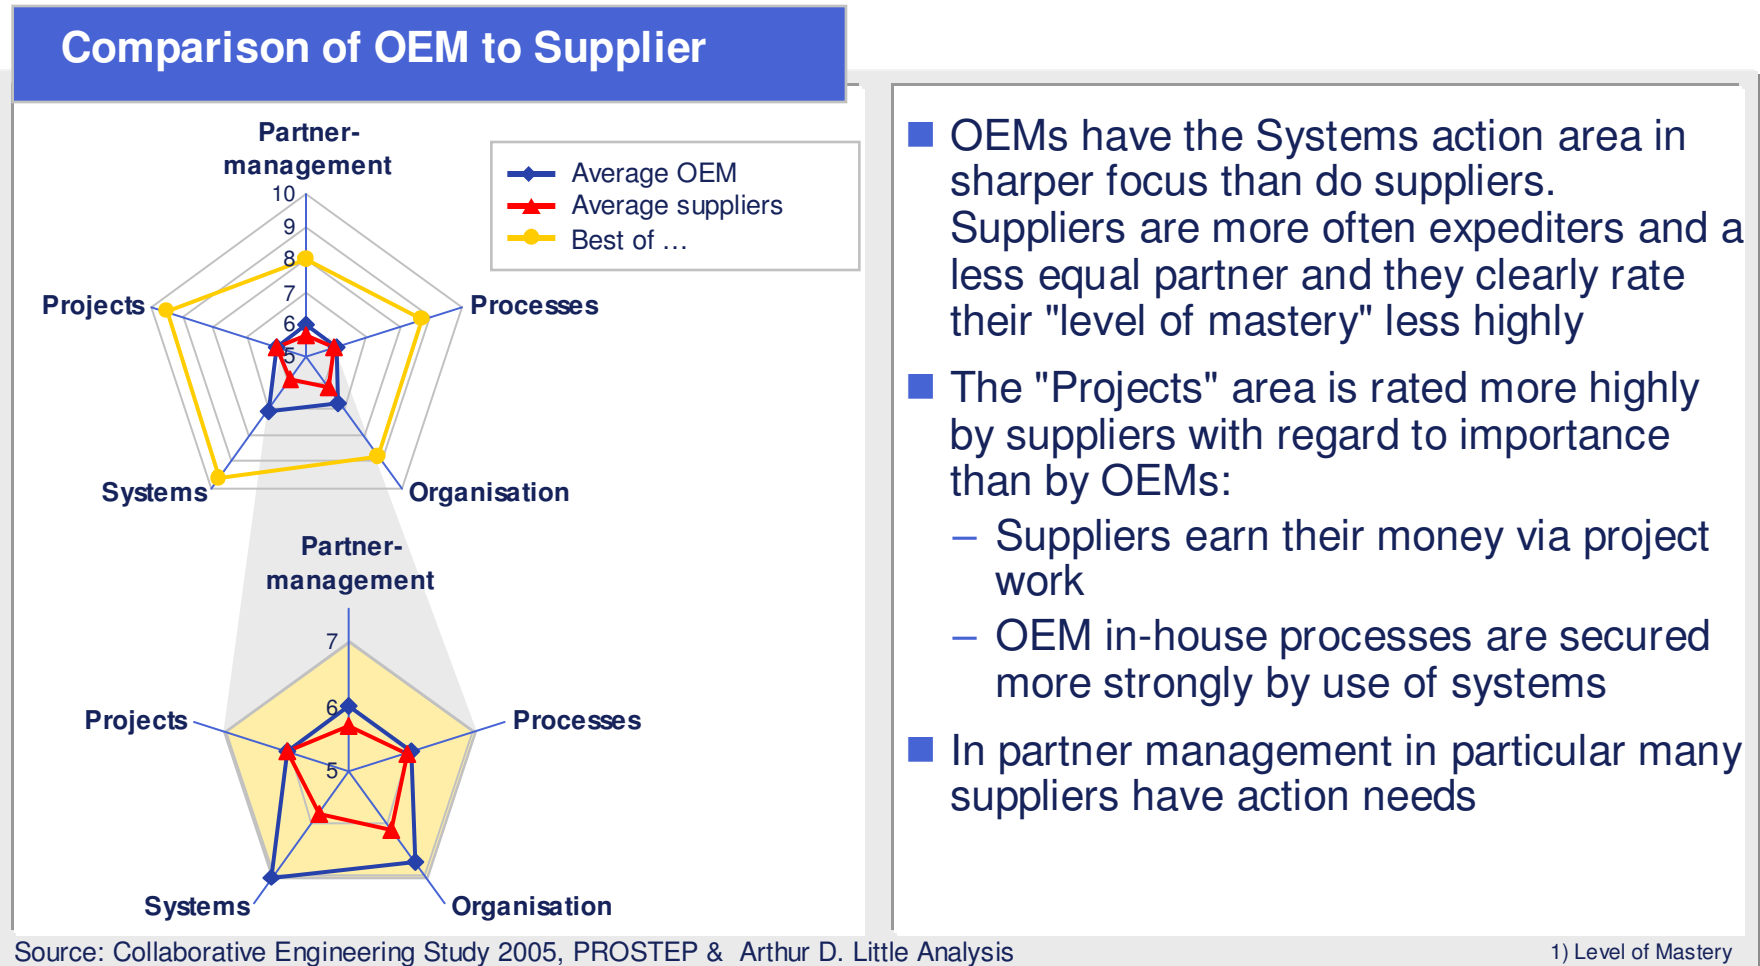 Comparison of OEM to Supplier
Partner-
management
10
9
8
7
6
5
Projects
Processes
Systems
Organisation
Average OEM
Average suppliers
Best of …
Partner-
management
7
6
5
Projects
Processes
Systems
Organisation
OEMs have the Systems action area in
sharper focus than do suppliers.
Suppliers are more often expediters and a
less equal partner and they clearly rate
their "level of mastery" less highly
The "Projects" area is rated more highly
by suppliers with regard to importance
than by OEMs:
– Suppliers earn their money via project
work
– OEM in-house processes are secured
more strongly by use of systems
In partner management in particular many
suppliers have action needs
Source: Collaborative Engineering Study 2005, PROSTEP & Arthur D. Little Analysis
1) Level of Mastery